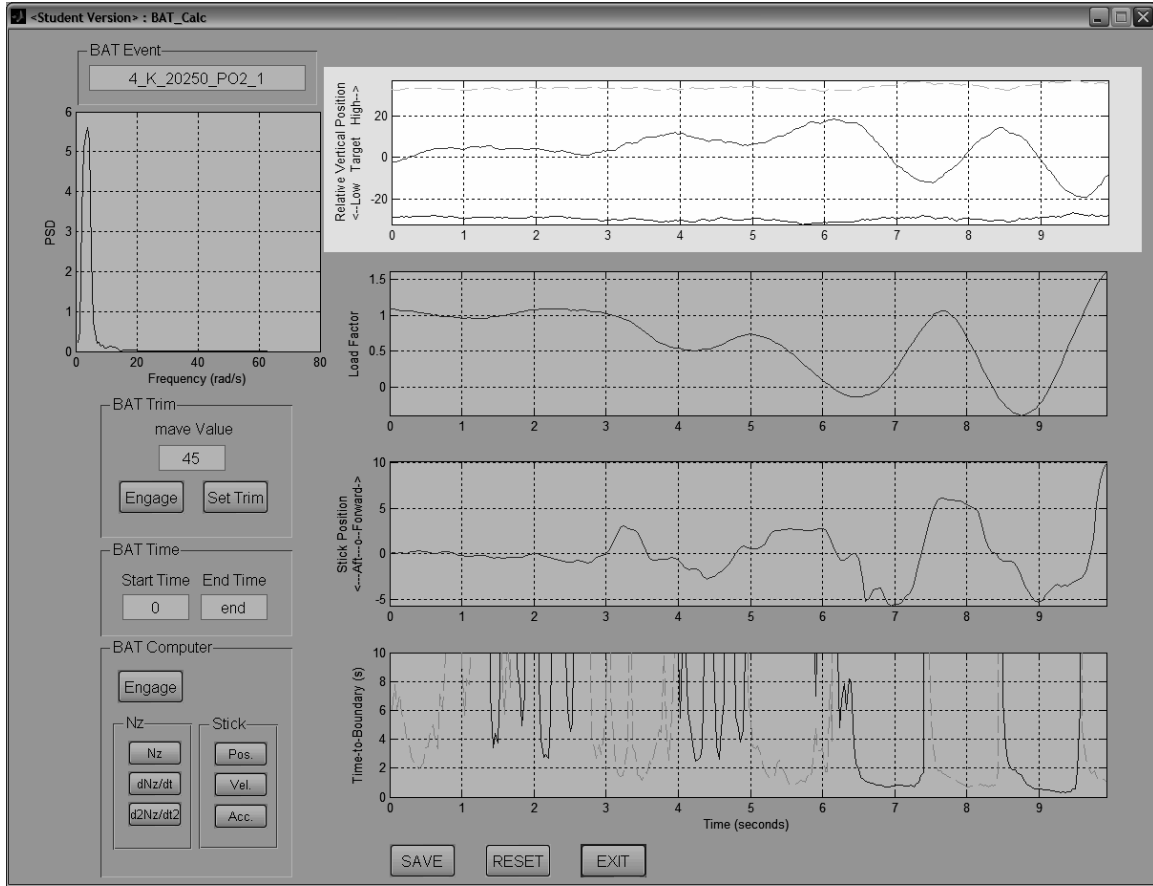 <Student Version> : BAT_Calc
BAT Event
4_K_20250_PO2_1
6
5
4
3
2
1
0
PSD
0 20 40 60 80
Frequency (rad/s)
BAT Trim
mave Value
45
Engage Set Trim
BAT Time
Start Time End Time
0 end
BAT Computer
Engage
Nz Stick
Nz Pos.
dNz/dt Vel.
d2Nz/dt2 Acc.
Relative Vertical Position
<--Low Target High-->
20
0
-20
0 1 2 3 4 5 6 7 8 9
Load Factor
1.5
1
0.5
0
0 1 2 3 4 5 6 7 8 9
Stick Position
<---Aft---o--Forward->
10
5
0
-5
0 1 2 3 4 5 6 7 8 9
Time-to-Boundary (s)
10
8
6
4
2
0
0 1 2 3 4 5 6 7 8 9
Time (seconds)
SAVE RESET EXIT